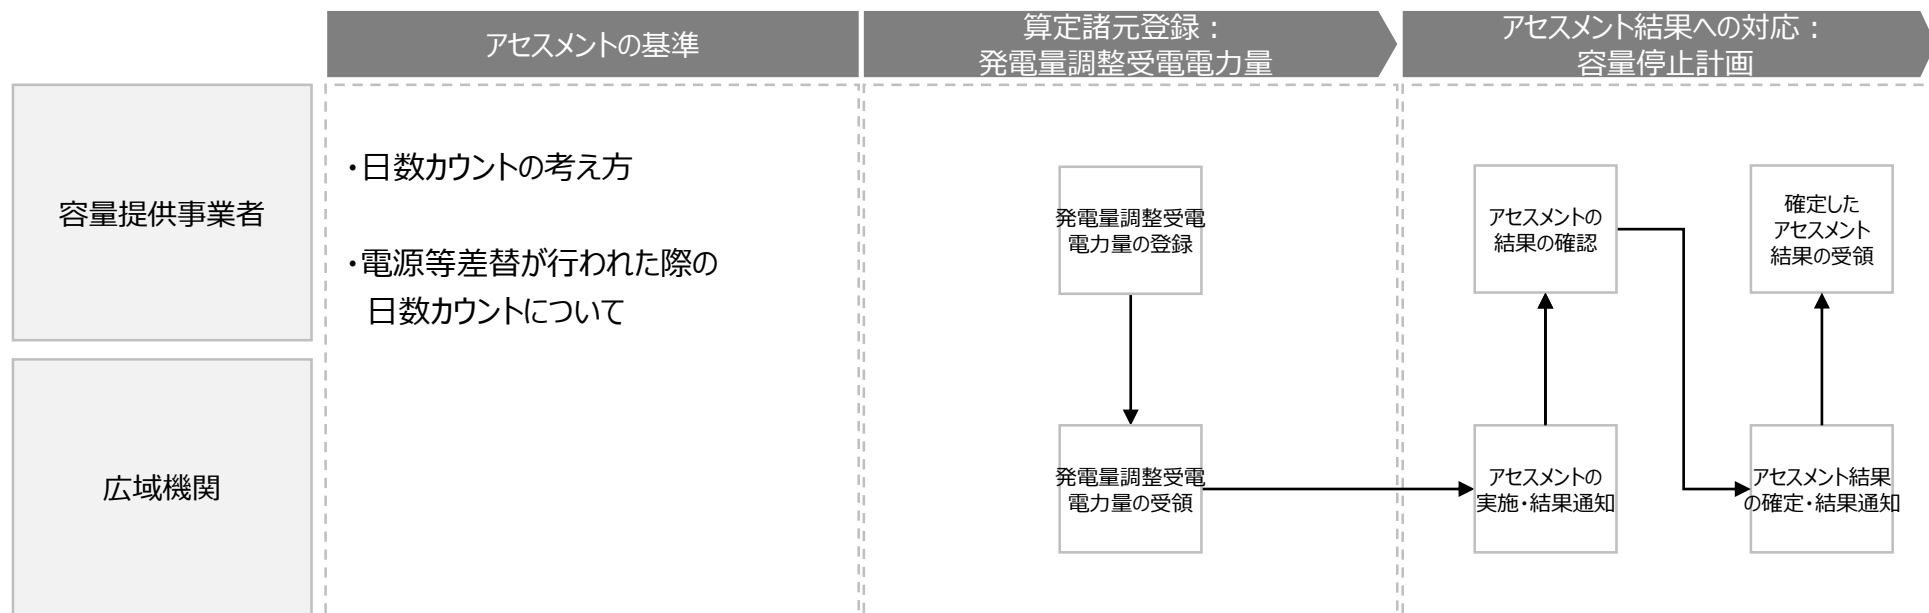 アセスメントの基準
算定諸元登録：
発電量調整受電電力量
アセスメント結果への対応：
容量停止計画
容量提供事業者
・日数カウントの考え方
・電源等差替が行われた際の
日数カウントについて
発電量調整受電
電力量の登録
アセスメントの
結果の確認
確定した
アセスメント
結果の受領
広域機関
発電量調整受電
電力量の受領
アセスメントの
実施・結果通知
アセスメント結果
の確定・結果通知